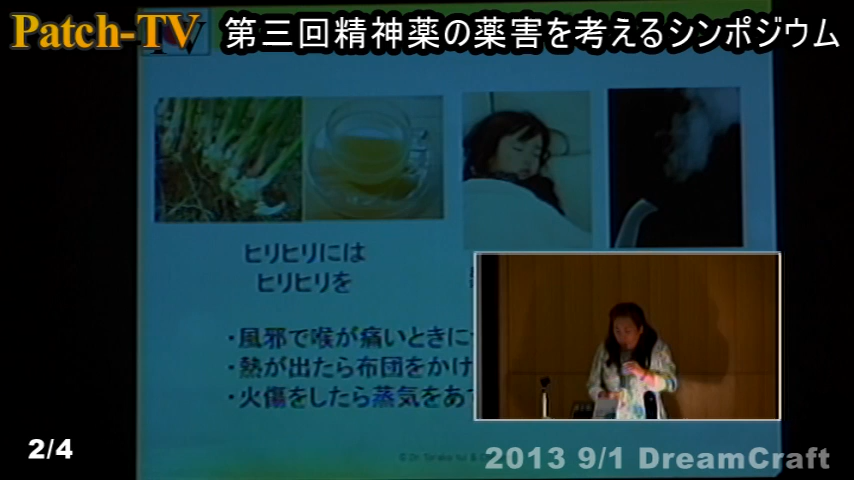 Patch-TV 第三回精神薬の薬害を考えるシンポジウム
ヒリヒリには
ヒリヒリを
・風邪で喉が痛いときに
・熱が出たら布団をかけ
・火傷をしたら蒸気をあ
2/4
2013 9/1 DreamCraft